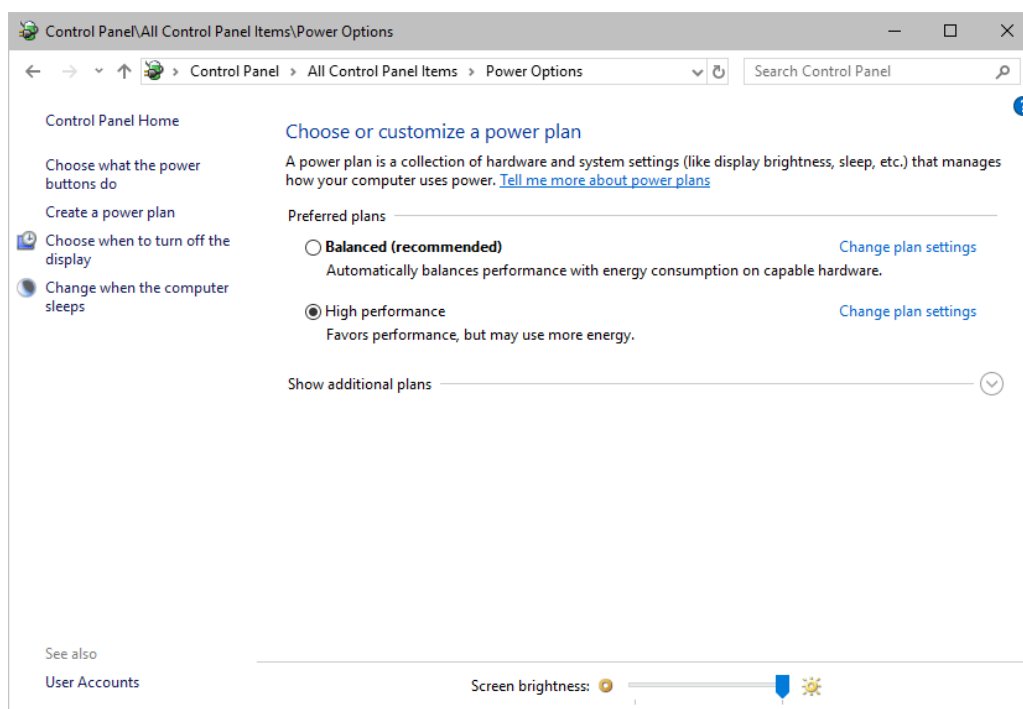 Control Panel\All Control Panel Items\Power Options
Control Panel › All Control Panel Items › Power Options
Search Control Panel
?
Control Panel Home
Choose what the power
buttons do
Create a power plan
Choose when to turn off the
display
Change when the computer
sleeps
Choose or customize a power plan
A power plan is a collection of hardware and system settings (like display brightness, sleep, etc.) that manages
how your computer uses power. Tell me more about power plans
Preferred plans
Balanced (recommended) Change plan settings
Automatically balances performance with energy consumption on capable hardware.
High performance Change plan settings
Favors performance, but may use more energy.
Show additional plans
See also
User Accounts
Screen brightness: